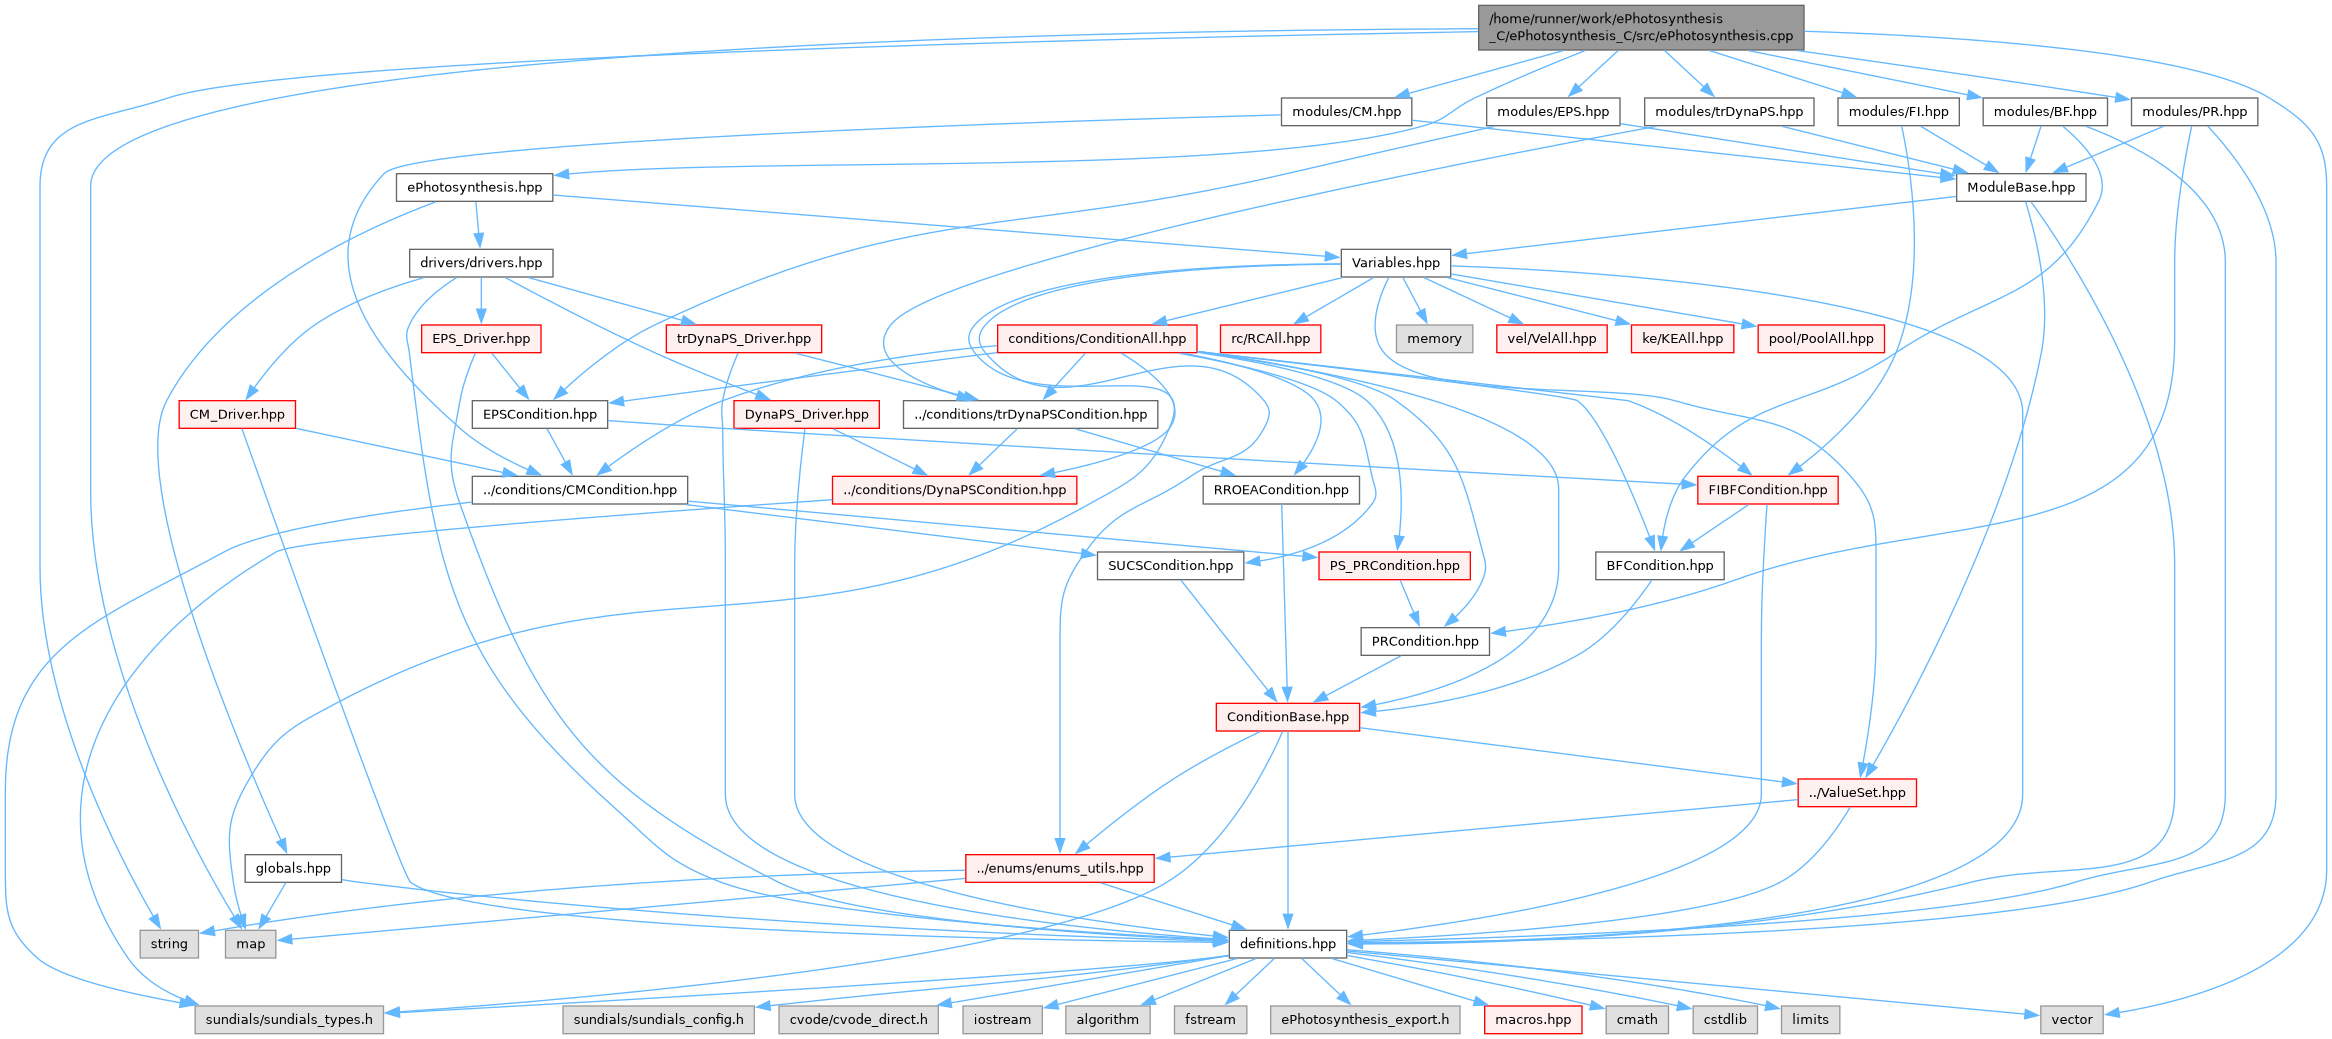 /home/runner/work/ePhotosynthesis
_C/ePhotosynthesis_C/src/ePhotosynthesis.cpp
modules/CM.hpp
modules/EPS.hpp
modules/trDynaPS.hpp
modules/FI.hpp
modules/BF.hpp
modules/PR.hpp
ePhotosynthesis.hpp
ModuleBase.hpp
drivers/drivers.hpp
Variables.hpp
EPS_Driver.hpp
trDynaPS_Driver.hpp
conditions/ConditionAll.hpp
rc/RCAll.hpp
memory
vel/VelAll.hpp
ke/KEAll.hpp
pool/PoolAll.hpp
CM_Driver.hpp
EPSCondition.hpp
DynaPS_Driver.hpp
../conditions/trDynaPSCondition.hpp
../conditions/CMCondition.hpp
../conditions/DynaPSCondition.hpp
RROEACondition.hpp
FIBFCondition.hpp
SUCSCondition.hpp
PS_PRCondition.hpp
BFCondition.hpp
PRCondition.hpp
ConditionBase.hpp
../ValueSet.hpp
globals.hpp
../enums/enums_utils.hpp
string
map
definitions.hpp
sundials/sundials_types.h
sundials/sundials_config.h
cvode/cvode_direct.h
iostream
algorithm
fstream
ePhotosynthesis_export.h
macros.hpp
cmath
cstdlib
limits
vector